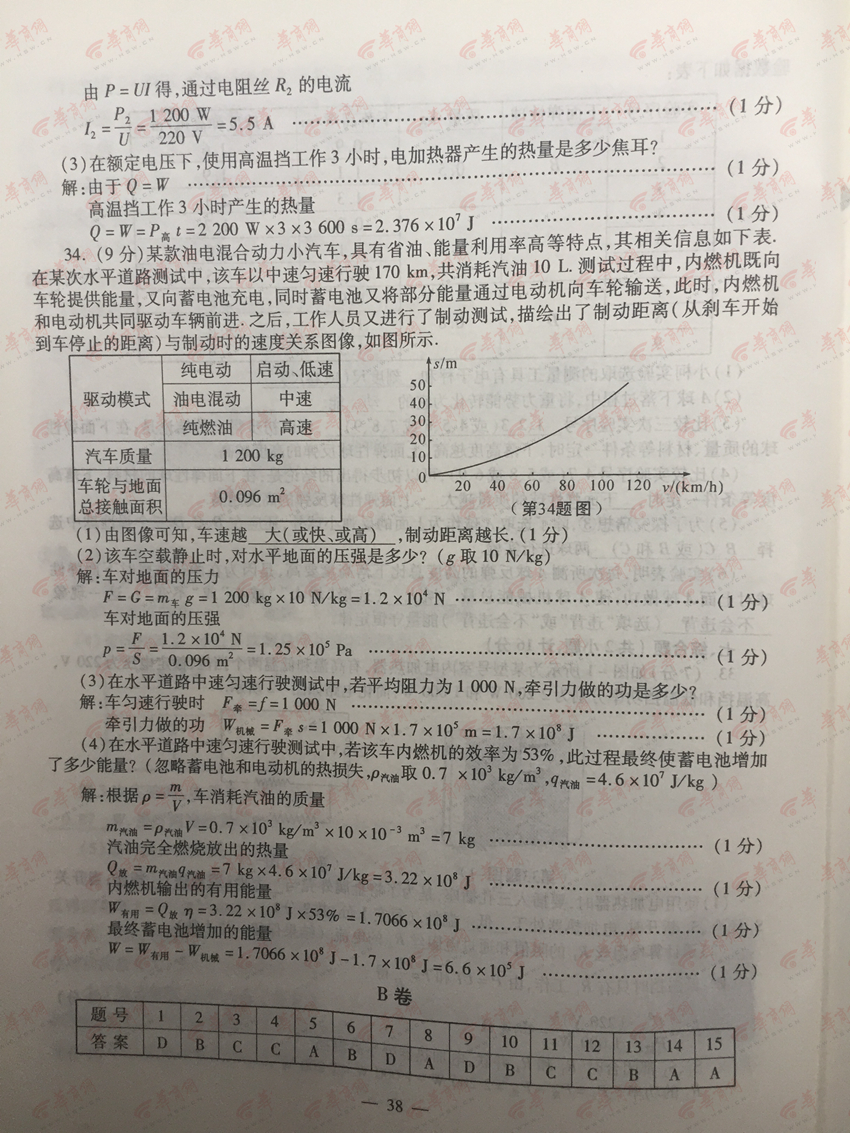 由 P = UI 得,通过电阻丝 R₂ 的电流
I₂ = P₂/U = 1 200 W/220 V = 5.5 A ………… (1 分)
(3)在额定电压下,使用高温挡工作 3 小时,电加热器产生的热量是多少焦耳?
解:由于 Q = W ………… (1 分)
高温挡工作 3 小时产生的热量
Q = W = P高 t = 2 200 W × 3 × 3 600 s = 2.376 × 10⁷ J ………… (1 分)
34. (9 分)某款油电混合动力小汽车,具有省油、能量利用率高等特点,其相关信息如下表.
在某次水平道路测试中,该车以中速匀速行驶 170 km,共消耗汽油 10 L. 测试过程中,内燃机既向
车轮提供能量,又向蓄电池充电,同时蓄电池又将部分能量通过电动机向车轮输送,此时,内燃机
和电动机共同驱动车辆前进. 之后,工作人员又进行了制动测试,描绘出了制动距离(从刹车开始
到车停止的距离)与制动时的速度关系图像,如图所示.
驱动模式 纯电动 启动、低速
油电混动 中速
纯燃油 高速
汽车质量 1 200 kg
车轮与地面总接触面积 0.096 m²
s/m
50
40
30
20
10
0 20 40 60 80 100 120 v/(km/h)
(第34题图)
(1)由图像可知,车速越 大(或快、或高) ,制动距离越长. (1 分)
(2)该车空载静止时,对水平地面的压强是多少? (g 取 10 N/kg)
解:车对地面的压力
F = G = m车 g = 1 200 kg × 10 N/kg = 1.2 × 10⁴ N ………… (1 分)
车对地面的压强
p = F/S = 1.2 × 10⁴ N/0.096 m² = 1.25 × 10⁵ Pa ………… (1 分)
(3)在水平道路中速匀速行驶测试中,若平均阻力为 1 000 N,牵引力做的功是多少?
解:车匀速行驶时 F牵 = f = 1 000 N ………… (1 分)
牵引力做的功 W机械 = F牵 s = 1 000 N × 1.7 × 10⁵ m = 1.7 × 10⁸ J ………… (1 分)
(4)在水平道路中速匀速行驶测试中,若该车内燃机的效率为 53% ,此过程最终使蓄电池增加
了多少能量? (忽略蓄电池和电动机的热损失,ρ汽油 取 0.7 × 10³ kg/m³ ,q汽油 = 4.6 × 10⁷ J/kg )
解:根据 ρ = m/V,车消耗汽油的质量
m汽油 = ρ汽油 V = 0.7 × 10³ kg/m³ × 10 × 10⁻³ m³ = 7 kg ………… (1 分)
汽油完全燃烧放出的热量
Q放 = m汽油 q汽油 = 7 kg × 4.6 × 10⁷ J/kg = 3.22 × 10⁸ J ………… (1 分)
内燃机输出的有用能量
W有用 = Q放 η = 3.22 × 10⁸ J × 53% = 1.7066 × 10⁸ J ………… (1 分)
最终蓄电池增加的能量
W = W有用 − W机械 = 1.7066 × 10⁸ J − 1.7 × 10⁸ J = 6.6 × 10⁵ J ………… (1 分)
B 卷
题 号 1 2 3 4 5 6 7 8 9 10 11 12 13 14 15
答 案 D B C C A B D A D B C C B A A
— 38 —